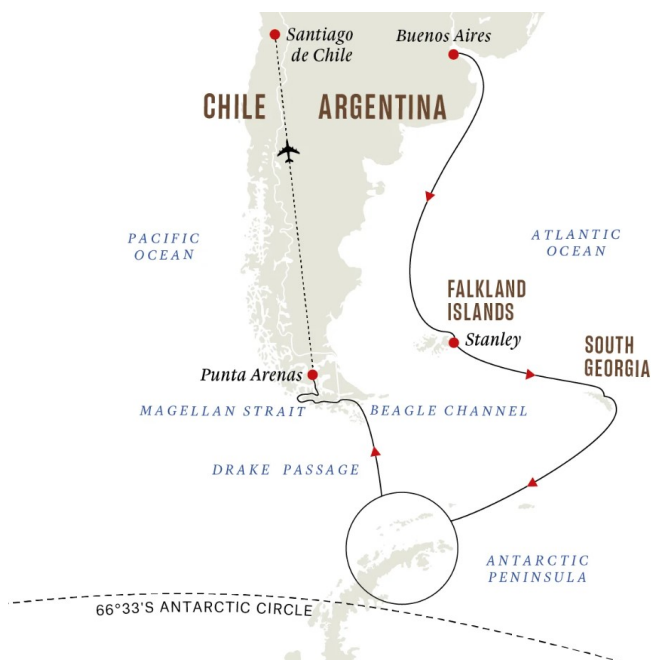 Santiago
de Chile
Buenos Aires
CHILE
ARGENTINA
PACIFIC
OCEAN
ATLANTIC
OCEAN
FALKLAND
ISLANDS
Stanley
SOUTH
GEORGIA
Punta Arenas
MAGELLAN STRAIT
BEAGLE CHANNEL
DRAKE PASSAGE
ANTARCTIC
PENINSULA
66°33'S ANTARCTIC CIRCLE